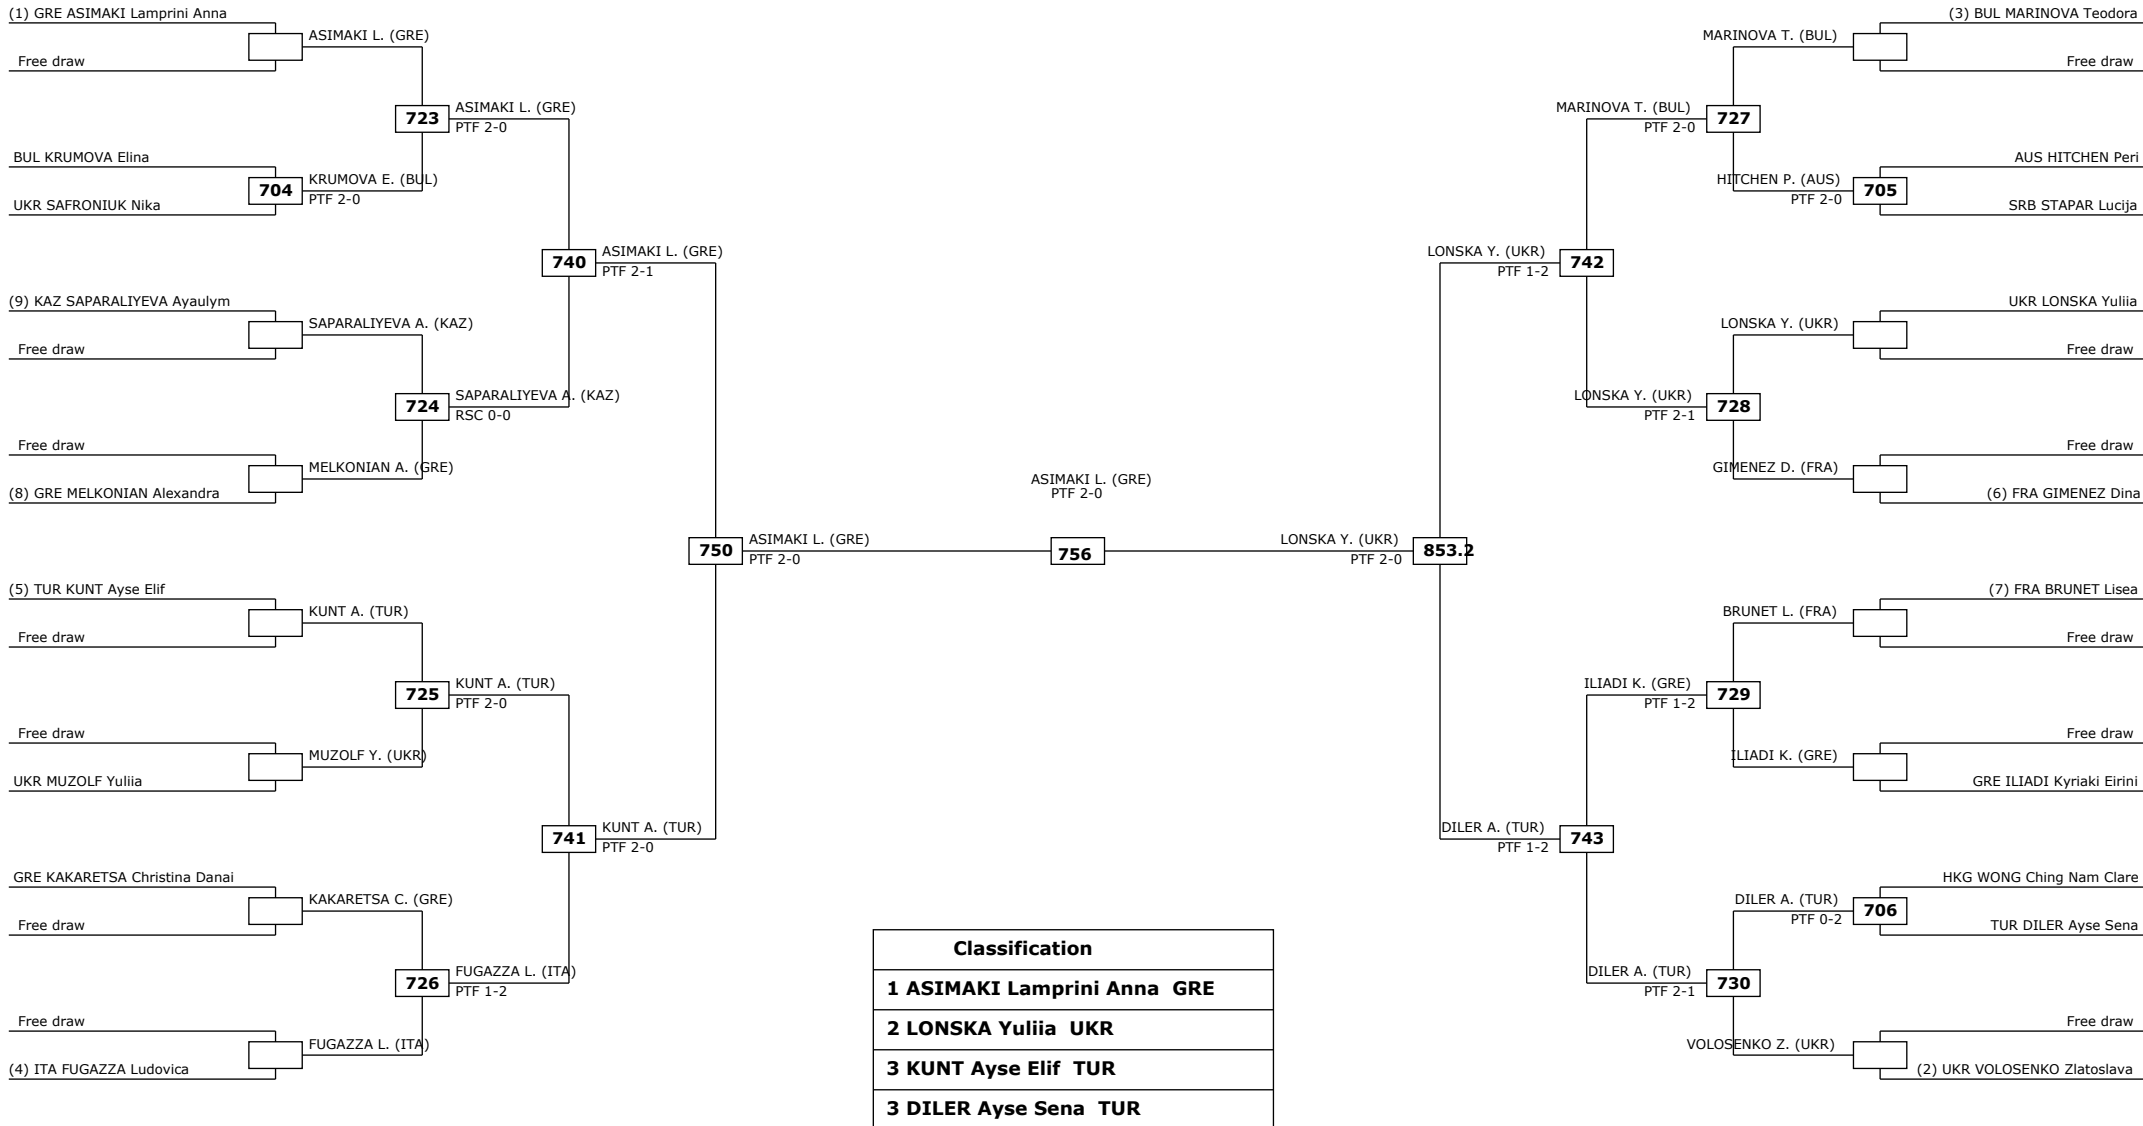 (1) GRE ASIMAKI Lamprini Anna
ASIMAKI L. (GRE)
Free draw
723
ASIMAKI L. (GRE)
PTF 2-0
BUL KRUMOVA Elina
704
KRUMOVA E. (BUL)
PTF 2-0
UKR SAFRONIUK Nika
740
ASIMAKI L. (GRE)
PTF 2-1
(9) KAZ SAPARALIYEVA Ayaulym
SAPARALIYEVA A. (KAZ)
Free draw
724
SAPARALIYEVA A. (KAZ)
RSC 0-0
Free draw
MELKONIAN A. (GRE)
(8) GRE MELKONIAN Alexandra
750
ASIMAKI L. (GRE)
PTF 2-0
(5) TUR KUNT Ayse Elif
KUNT A. (TUR)
Free draw
725
KUNT A. (TUR)
PTF 2-0
Free draw
MUZOLF Y. (UKR)
UKR MUZOLF Yuliia
741
KUNT A. (TUR)
PTF 2-0
GRE KAKARETSA Christina Danai
KAKARETSA C. (GRE)
Free draw
726
FUGAZZA L. (ITA)
PTF 1-2
Free draw
FUGAZZA L. (ITA)
(4) ITA FUGAZZA Ludovica
ASIMAKI L. (GRE)
PTF 2-0
756
(3) BUL MARINOVA Teodora
MARINOVA T. (BUL)
Free draw
MARINOVA T. (BUL)
PTF 2-0
727
AUS HITCHEN Peri
HITCHEN P. (AUS)
PTF 2-0
705
SRB STAPAR Lucija
LONSKA Y. (UKR)
PTF 1-2
742
UKR LONSKA Yuliia
LONSKA Y. (UKR)
Free draw
LONSKA Y. (UKR)
PTF 2-1
728
Free draw
GIMENEZ D. (FRA)
(6) FRA GIMENEZ Dina
LONSKA Y. (UKR)
PTF 2-0
853.2
(7) FRA BRUNET Lisea
BRUNET L. (FRA)
Free draw
ILIADI K. (GRE)
PTF 1-2
729
Free draw
ILIADI K. (GRE)
GRE ILIADI Kyriaki Eirini
DILER A. (TUR)
PTF 1-2
743
HKG WONG Ching Nam Clare
DILER A. (TUR)
PTF 0-2
706
TUR DILER Ayse Sena
DILER A. (TUR)
PTF 2-1
730
Free draw
VOLOSENKO Z. (UKR)
(2) UKR VOLOSENKO Zlatoslava
Classification
1 ASIMAKI Lamprini Anna GRE
2 LONSKA Yuliia UKR
3 KUNT Ayse Elif TUR
3 DILER Ayse Sena TUR